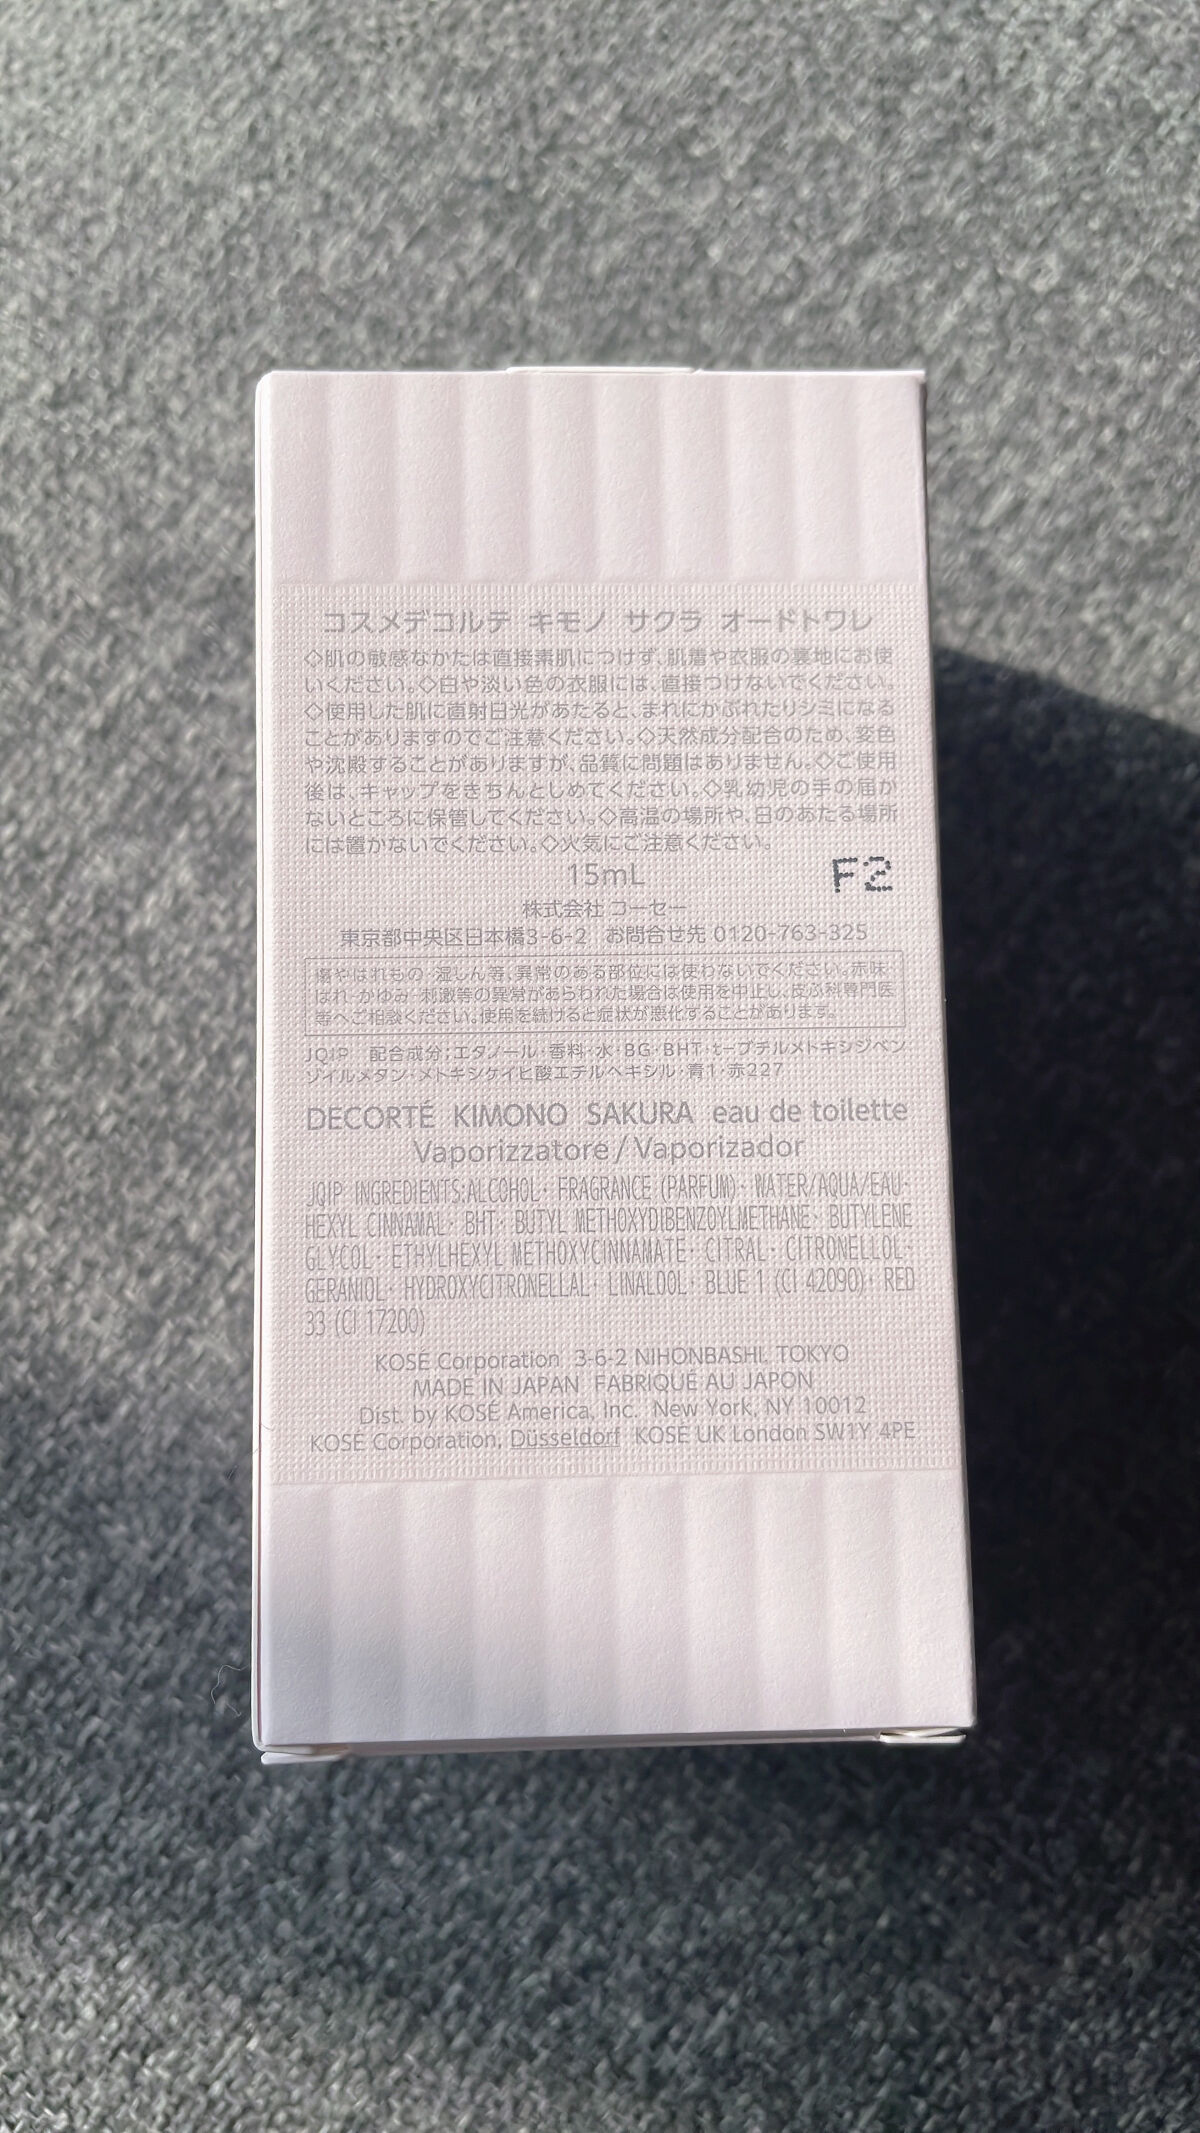 コスメデコルテ キモノ サクラ オードトワレ
◇肌の敏感なかたは直接素肌につけず、肌着や衣服の裏地にお使
いください。◇白や淡い色の衣服には、直接つけないでください。
◇使用した肌に直射日光があたると、まれにかぶれたりシミになる
ことがありますのでご注意ください。◇天然成分配合のため、変色
や沈殿することがありますが、品質に問題はありません。◇ご使用
後は、キャップをきちんとしめてください。◇乳幼児の手の届か
ないところに保管してください。◇高温の場所や、日のあたる場所
には置かないでください。◇火気にご注意ください。
15mL
F2
株式会社 コーセー
東京都中央区日本橋3-6-2 お問合せ先 0120-763-325
傷やはれもの・湿しん等、異常のある部位には使わないでください。赤味・
はれ・かゆみ・刺激等の異常があらわれた場合は使用を中止し、皮ふ科専門医
等へご相談ください。使用を続けると症状が悪化することがあります。
JQIP 配合成分:エタノール・香料・水・BG・BHT・t-ブチルメトキシジベン
ゾイルメタン・メトキシケイヒ酸エチルヘキシル・青1・赤227
DECORTÉ KIMONO SAKURA eau de toilette
Vaporizzatore/Vaporizador
JQIP INGREDIENTS:ALCOHOL· FRAGRANCE (PARFUM)· WATER/AQUA/EAU·
HEXYL CINNAMAL· BHT· BUTYL METHOXYDIBENZOYLMETHANE· BUTYLENE
GLYCOL· ETHYLHEXYL METHOXYCINNAMATE· CITRAL· CITRONELLOL·
GERANIOL· HYDROXYCITRONELLAL· LINALOOL· BLUE 1 (CI 42090)· RED
33 (CI 17200)
KOSÉ Corporation 3-6-2 NIHONBASHI, TOKYO
MADE IN JAPAN FABRIQUÉ AU JAPON
Dist. by KOSÉ America, Inc. New York, NY 10012
KOSÉ Corporation, Düsseldorf KOSÉ UK London SW1Y 4PE